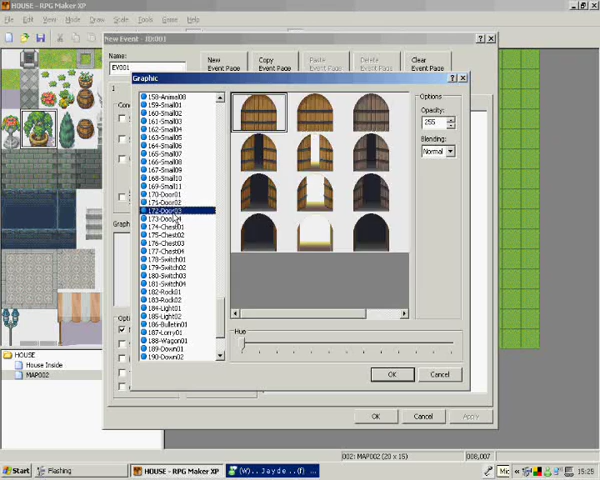 HOUSE - RPG Maker XP
File Edit View Mode Draw Scale Tools Game Help
New Event - ID:001
Name:
EV001
New
Event Page
Copy
Event Page
Paste
Event Page
Delete
Event Page
Clear
Event Page
1
Graphic
158-Animal08
159-Small01
160-Small02
161-Small03
162-Small04
163-Small05
164-Small06
165-Small07
166-Small08
167-Small09
168-Small10
169-Small11
170-Door01
171-Door02
172-Door03
173-Door04
174-Chest01
175-Chest02
176-Chest03
177-Chest04
178-Switch01
179-Switch02
180-Switch03
181-Switch04
182-Rock01
183-Rock02
184-Light01
185-Light02
186-Bulletin01
187-Lorry01
188-Wagon01
189-Down01
190-Down02
Options
Opacity:
255
Blending:
Normal
Hue
OK
Cancel
Cond
Graph
Opti
OK
Cancel
Apply
HOUSE
House Inside
MAP002
002: MAP002 (20 x 15)
008,007
Start
Flashing
HOUSE - RPG Maker XP
(W).. J a y d e ..(f)
Mic
15:25